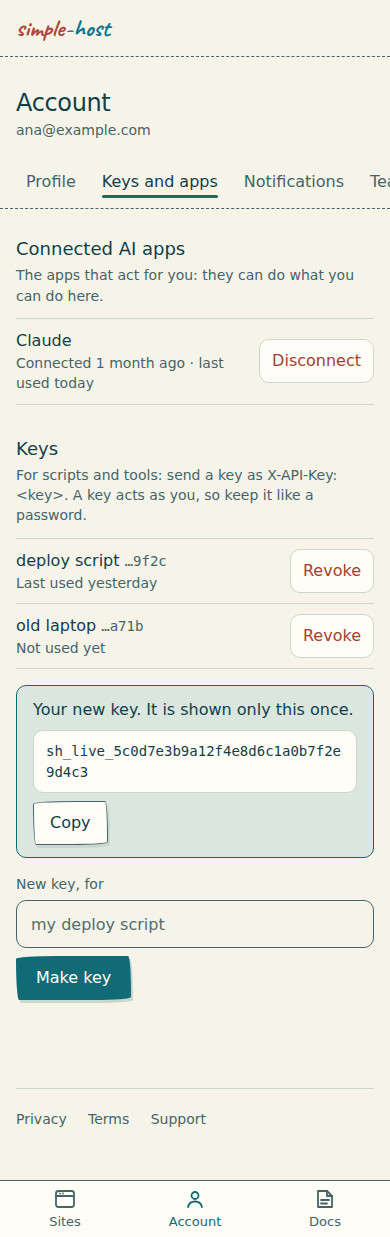 simple-host
Account
ana@example.com
Profile Keys and apps Notifications
Connected AI apps
The apps that act for you: they can do what you
can do here.
Claude
Connected 1 month ago · last
used today
Disconnect
Keys
For scripts and tools: send a key as X-API-Key:
<key>. A key acts as you, so keep it like a
password.
deploy script …9f2c
Last used yesterday
Revoke
old laptop …a71b
Not used yet
Revoke
Your new key. It is shown only this once.
sh_live_5c0d7e3b9a12f4e8d6c1a0b7f2e
9d4c3
Copy
New key, for
my deploy script
Make key
Privacy Terms Support
Sites Account Docs